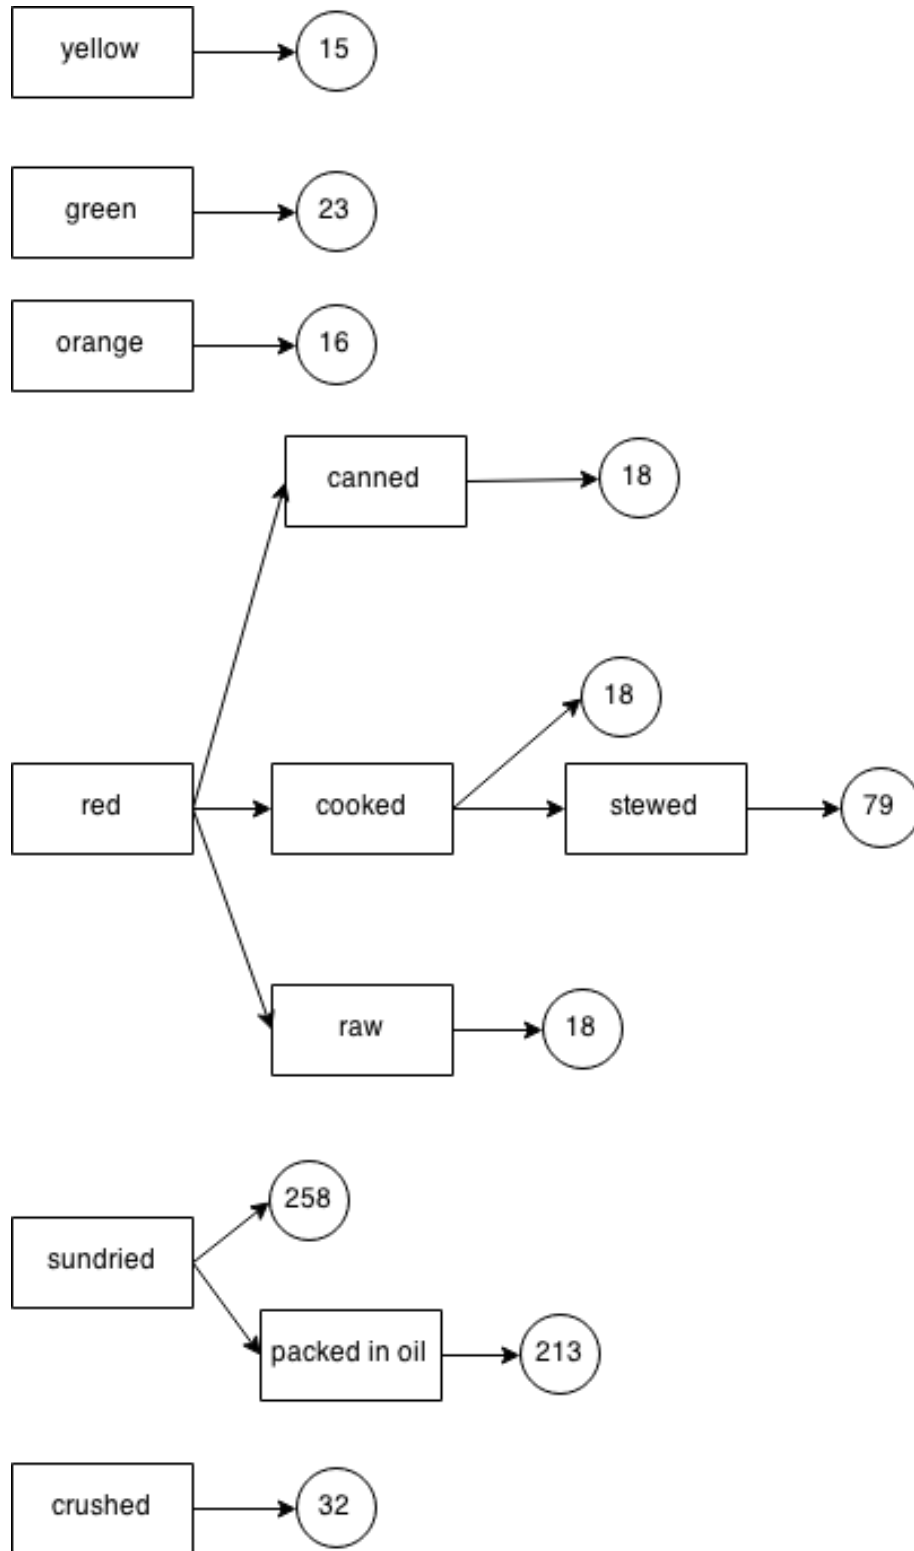 yellow
15
green
23
orange
16
canned
18
18
red
cooked
stewed
79
raw
18
258
sundried
packed in oil
213
crushed
32